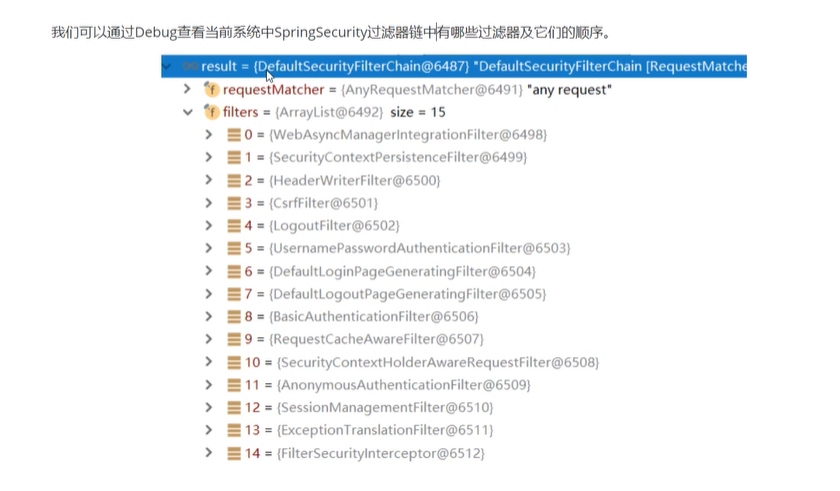 我们可以通过Debug查看当前系统中SpringSecurity过滤器链中有哪些过滤器及它们的顺序。
result = {DefaultSecurityFilterChain@6487} "DefaultSecurityFilterChain [RequestMatche
requestMatcher = {AnyRequestMatcher@6491} "any request"
filters = {ArrayList@6492} size = 15
0 = {WebAsyncManagerIntegrationFilter@6498}
1 = {SecurityContextPersistenceFilter@6499}
2 = {HeaderWriterFilter@6500}
3 = {CsrfFilter@6501}
4 = {LogoutFilter@6502}
5 = {UsernamePasswordAuthenticationFilter@6503}
6 = {DefaultLoginPageGeneratingFilter@6504}
7 = {DefaultLogoutPageGeneratingFilter@6505}
8 = {BasicAuthenticationFilter@6506}
9 = {RequestCacheAwareFilter@6507}
10 = {SecurityContextHolderAwareRequestFilter@6508}
11 = {AnonymousAuthenticationFilter@6509}
12 = {SessionManagementFilter@6510}
13 = {ExceptionTranslationFilter@6511}
14 = {FilterSecurityInterceptor@6512}